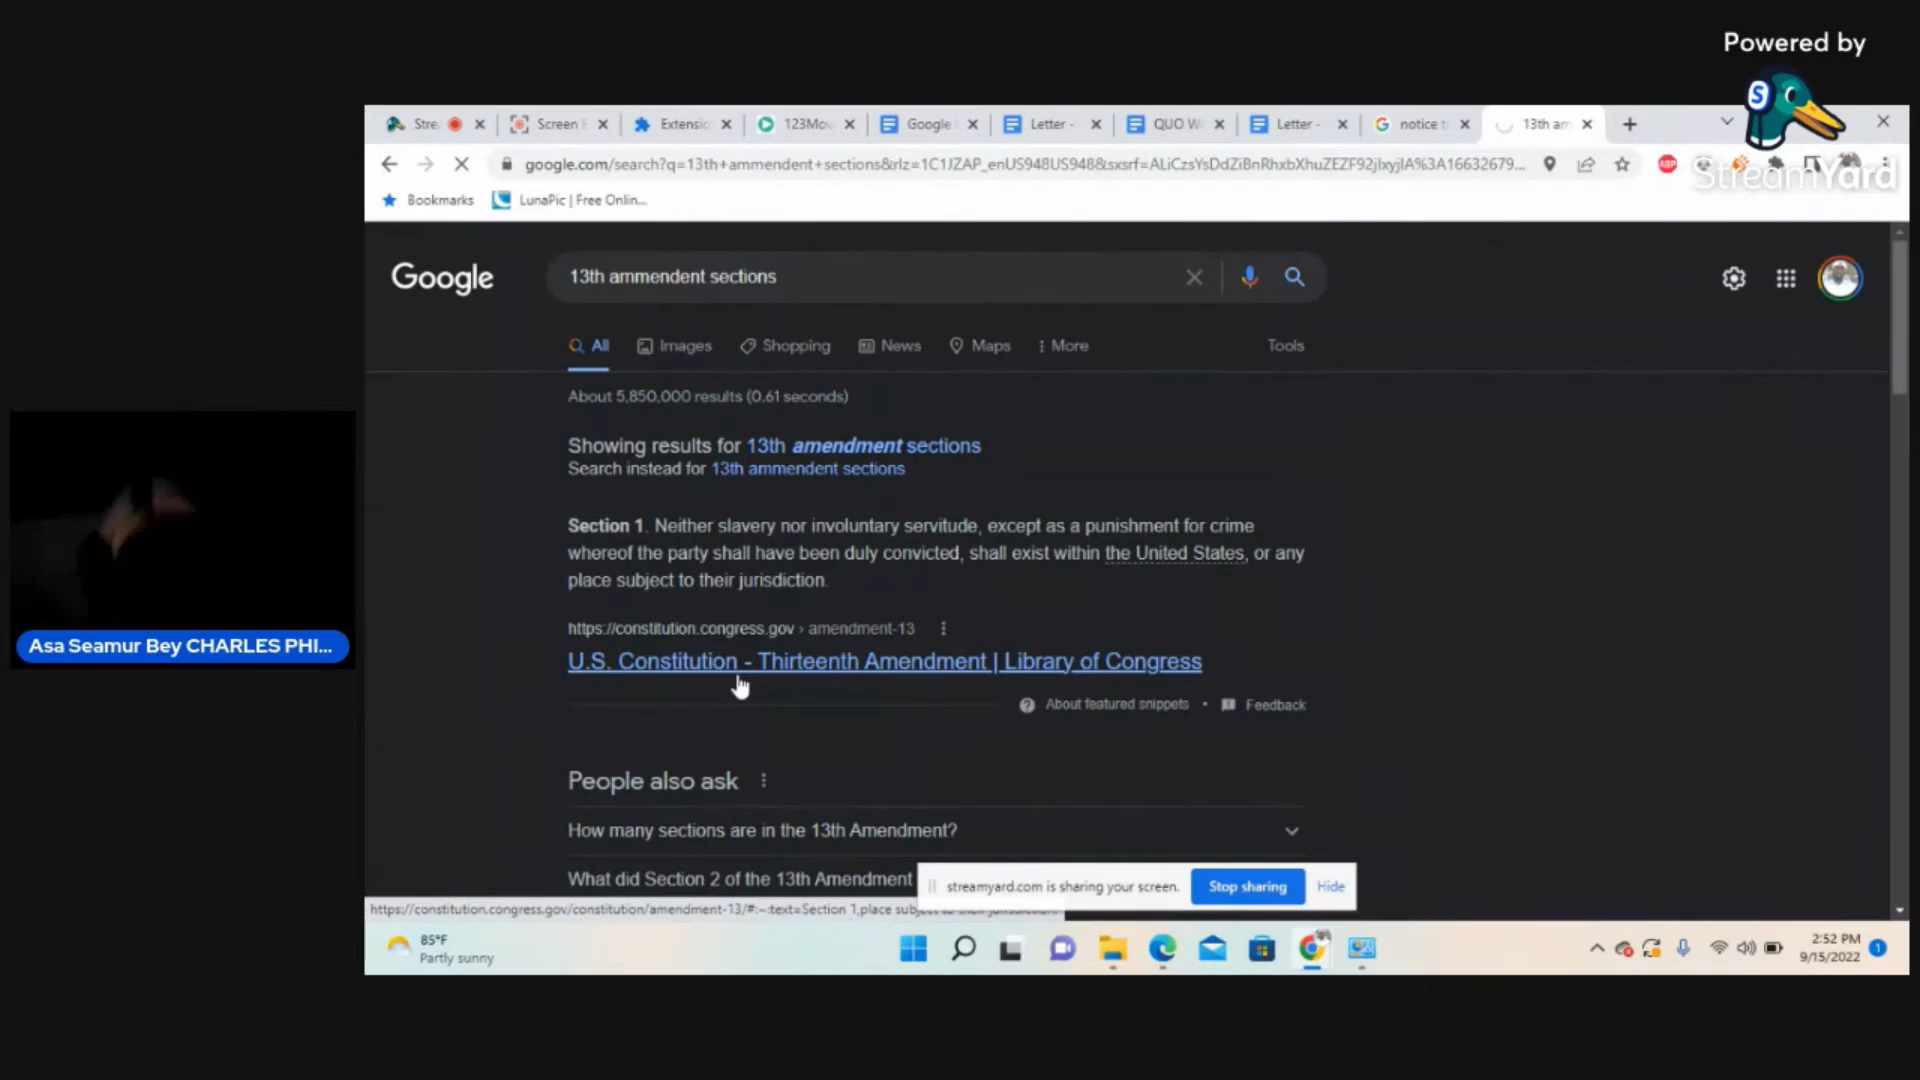 Powered by
StreamYard
Stre
Screen F
Extensio
123Mov
Google
Letter -
QUO W
Letter -
notice t
13th am
google.com/search?q=13th+ammendent+sections&rlz=1C1JZAP_enUS948US948&sxsrf=ALiCzsYsDdZiBnRhxbXhuZEZF92jlxyjlA%3A16632679...
ABP
Bookmarks
LunaPic | Free Onlin...
Google
13th ammendent sections
All
Images
Shopping
News
Maps
More
Tools
About 5,850,000 results (0.61 seconds)
Showing results for 13th amendment sections
Search instead for 13th ammendent sections
Section 1. Neither slavery nor involuntary servitude, except as a punishment for crime
whereof the party shall have been duly convicted, shall exist within the United States, or any
place subject to their jurisdiction.
https://constitution.congress.gov › amendment-13
U.S. Constitution - Thirteenth Amendment | Library of Congress
About featured snippets • Feedback
Asa Seamur Bey CHARLES PHI...
People also ask
How many sections are in the 13th Amendment?
What did Section 2 of the 13th Amendment
streamyard.com is sharing your screen.
Stop sharing
Hide
https://constitution.congress.gov/constitution/amendment-13/#:~:text=Section 1,place subject to their jurisdiction.
85°F
Partly sunny
2:52 PM
9/15/2022
1